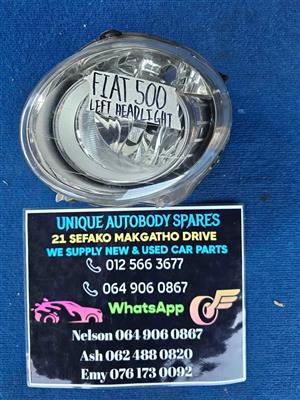 FIAT 500
LEFT HEADLIGHT
UNIQUE AUTOBODY SPARES
21 SEFAKO MAKGATHO DRIVE
WE SUPPLY NEW & USED CAR PARTS
012 566 3677
064 906 0867
WhatsApp
Nelson 064 906 0867
Ash 062 488 0820
Emy 076 173 0092